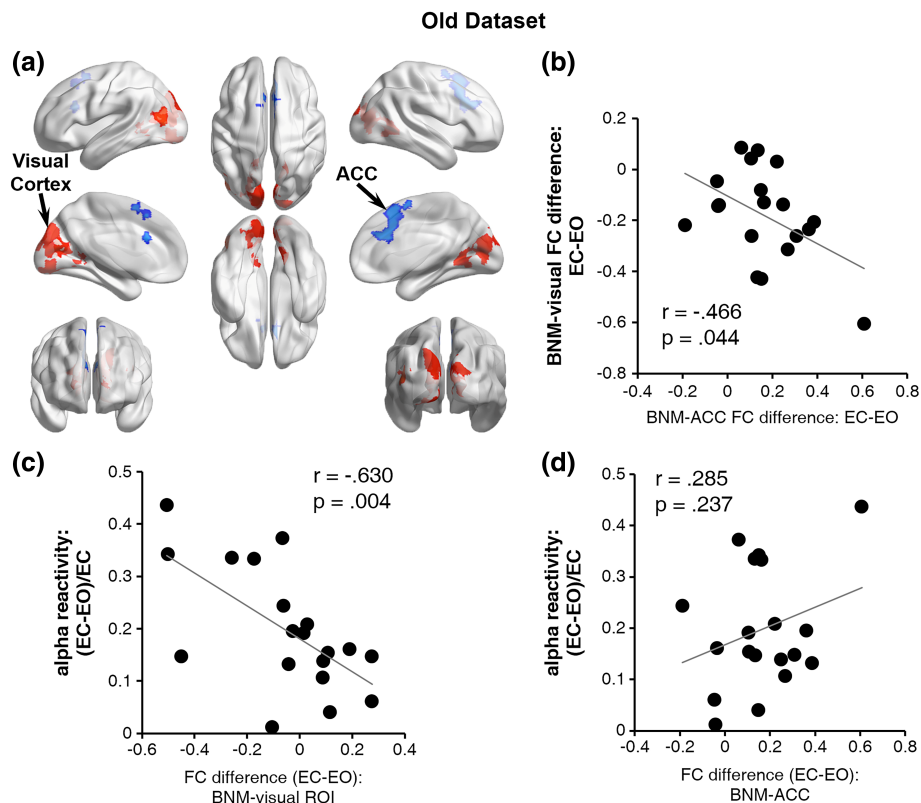 Old Dataset
(a)
Visual
Cortex
ACC
(b)
BNM-visual FC difference:
EC-EO
0.2
0
-0.2
-0.4
-0.6
-0.8
r = -.466
p = .044
-0.4 -0.2 0 0.2 0.4 0.6 0.8
BNM-ACC FC difference: EC-EO
(c)
alpha reactivity:
(EC-EO)/EC
0.5
0.4
0.3
0.2
0.1
0
r = -.630
p = .004
-0.6 -0.4 -0.2 0 0.2 0.4
FC difference (EC-EO):
BNM-visual ROI
(d)
alpha reactivity:
(EC-EO)/EC
0.5
0.4
0.3
0.2
0.1
0
r = .285
p = .237
-0.4 -0.2 0 0.2 0.4 0.6 0.8
FC difference (EC-EO):
BNM-ACC